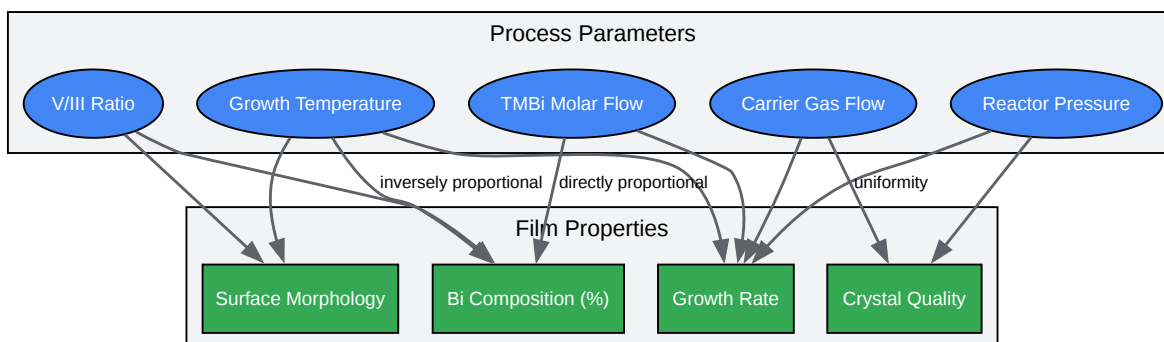 Process Parameters
V/III Ratio
Growth Temperature
TMBi Molar Flow
Carrier Gas Flow
Reactor Pressure
inversely proportional
directly proportional
uniformity
Film Properties
Surface Morphology
Bi Composition (%)
Growth Rate
Crystal Quality